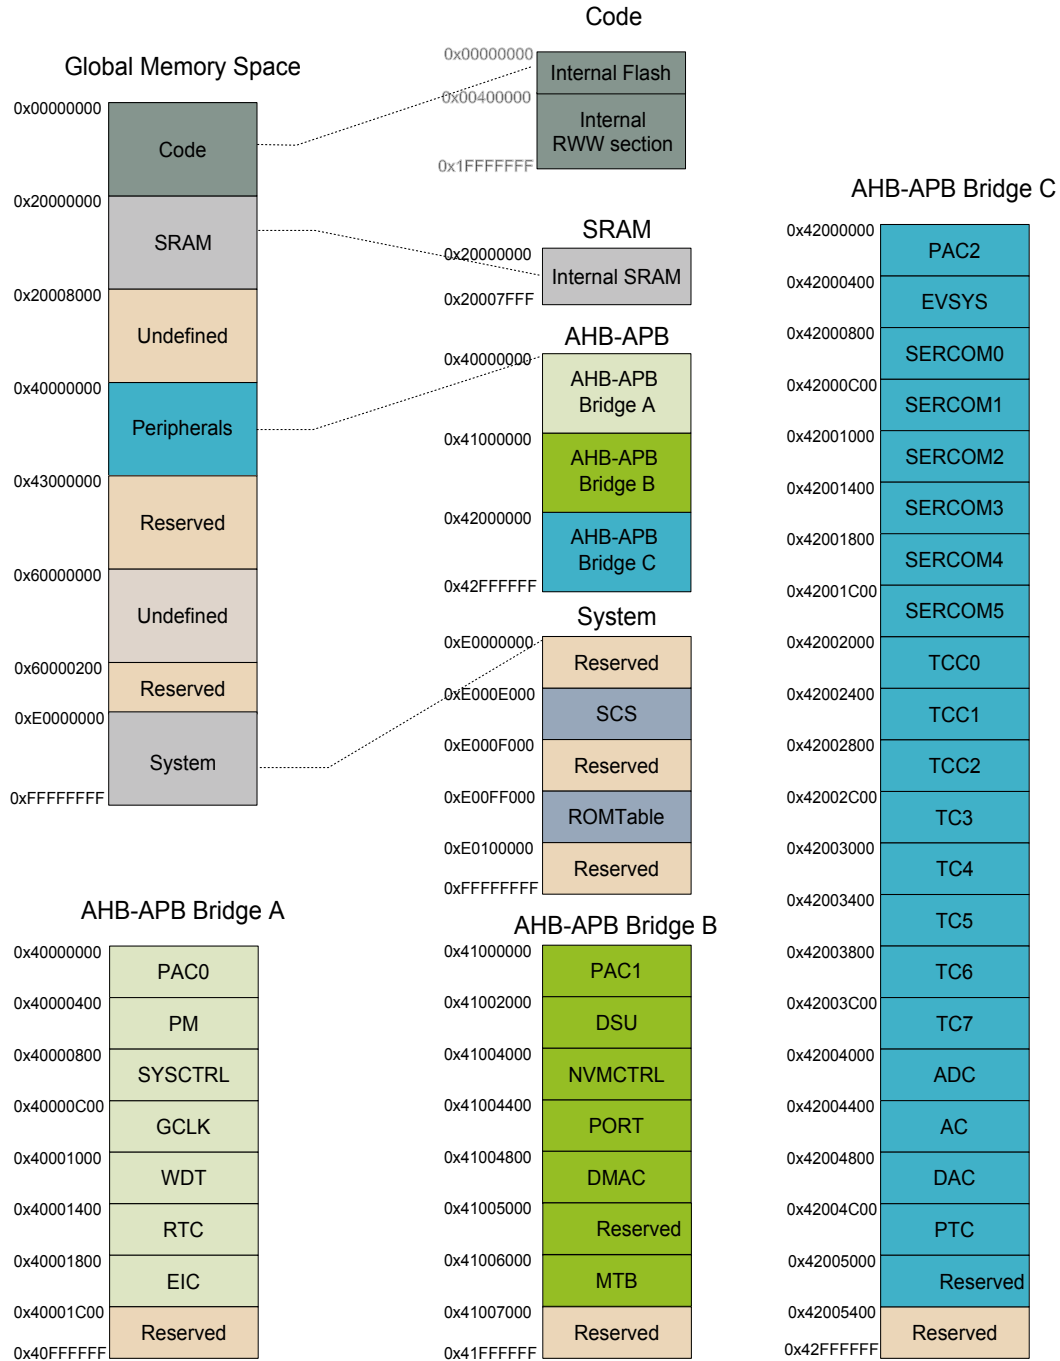 Global Memory Space
0x00000000
Code
0x20000000
SRAM
0x20008000
Undefined
0x40000000
Peripherals
0x43000000
Reserved
0x60000000
Undefined
0x60000200
Reserved
0xE0000000
System
0xFFFFFFFF
Code
0x00000000
Internal Flash
0x00400000
Internal
RWW section
0x1FFFFFFF
SRAM
0x20000000
Internal SRAM
0x20007FFF
AHB-APB
0x40000000
AHB-APB
Bridge A
0x41000000
AHB-APB
Bridge B
0x42000000
AHB-APB
Bridge C
0x42FFFFFF
System
0xE0000000
Reserved
0xE000E000
SCS
0xE000F000
Reserved
0xE00FF000
ROMTable
0xE0100000
Reserved
0xFFFFFFFF
AHB-APB Bridge A
0x40000000
PAC0
0x40000400
PM
0x40000800
SYSCTRL
0x40000C00
GCLK
0x40001000
WDT
0x40001400
RTC
0x40001800
EIC
0x40001C00
Reserved
0x40FFFFFF
AHB-APB Bridge B
0x41000000
PAC1
0x41002000
DSU
0x41004000
NVMCTRL
0x41004400
PORT
0x41004800
DMAC
0x41005000
Reserved
0x41006000
MTB
0x41007000
Reserved
0x41FFFFFF
AHB-APB Bridge C
0x42000000
PAC2
0x42000400
EVSYS
0x42000800
SERCOM0
0x42000C00
SERCOM1
0x42001000
SERCOM2
0x42001400
SERCOM3
0x42001800
SERCOM4
0x42001C00
SERCOM5
0x42002000
TCC0
0x42002400
TCC1
0x42002800
TCC2
0x42002C00
TC3
0x42003000
TC4
0x42003400
TC5
0x42003800
TC6
0x42003C00
TC7
0x42004000
ADC
0x42004400
AC
0x42004800
DAC
0x42004C00
PTC
0x42005000
Reserved
0x42005400
Reserved
0x42FFFFFF